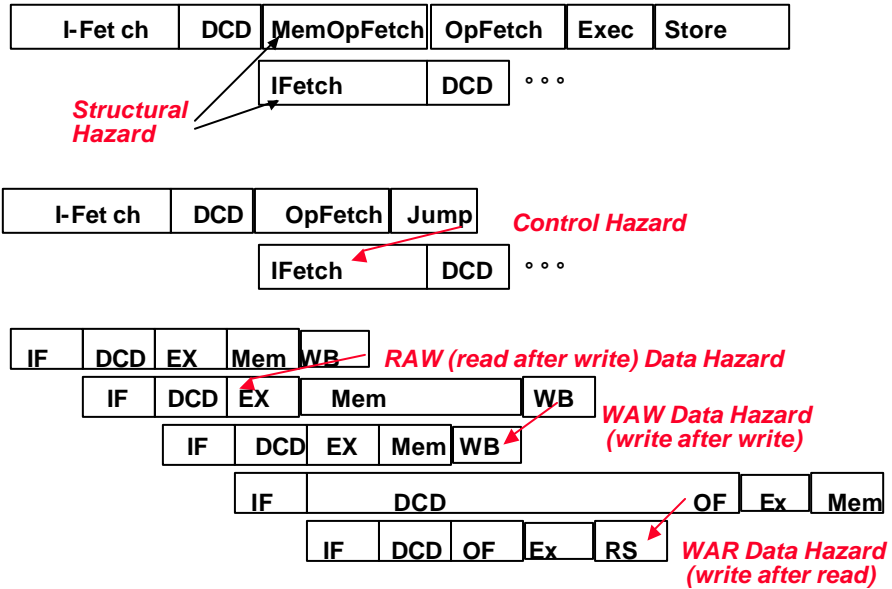 I-Fet ch DCD MemOpFetch OpFetch Exec Store
IFetch DCD ° ° °
Structural
Hazard
I-Fet ch DCD OpFetch Jump
Control Hazard
IFetch DCD ° ° °
IF DCD EX Mem WB
RAW (read after write) Data Hazard
IF DCD EX Mem WB
WAW Data Hazard
(write after write)
IF DCD EX Mem WB
IF DCD OF Ex Mem
IF DCD OF Ex RS
WAR Data Hazard
(write after read)